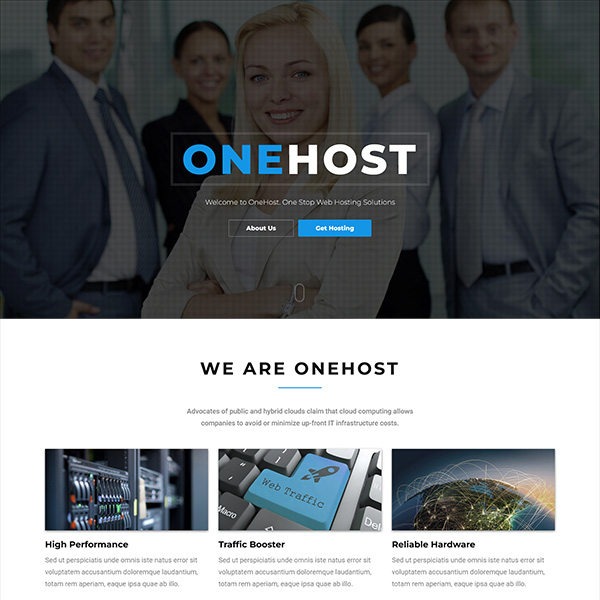 ONEHOST
Welcome to OneHost. One Stop Web Hosting Solutions
About Us
Get Hosting
WE ARE ONEHOST
Advocates of public and hybrid clouds claim that cloud computing allows
companies to avoid or minimize up-front IT infrastructure costs.
Web Traffic
Macro
Del
High Performance
Sed ut perspiciatis unde omnis iste natus error sit
voluptatem accusantium doloremque laudantium,
totam rem aperiam, eaque ipsa quae ab illo.
Traffic Booster
Sed ut perspiciatis unde omnis iste natus error sit
voluptatem accusantium doloremque laudantium,
totam rem aperiam, eaque ipsa quae ab illo.
Reliable Hardware
Sed ut perspiciatis unde omnis iste natus error sit
voluptatem accusantium doloremque laudantium,
totam rem aperiam, eaque ipsa quae ab illo.